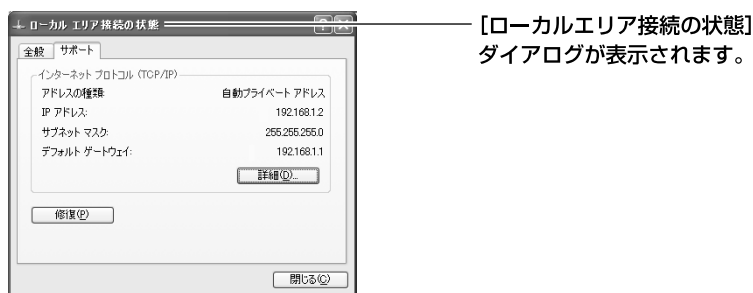 ローカル エリア接続の状態
[ローカルエリア接続の状態]
ダイアログが表示されます。
全般 サポート
インターネット プロトコル (TCP/IP)
アドレスの種類: 自動プライベート アドレス
IP アドレス: 192.168.1.2
サブネット マスク: 255.255.255.0
デフォルト ゲートウェイ: 192.168.1.1
詳細(D)...
修復(P)
閉じる(C)